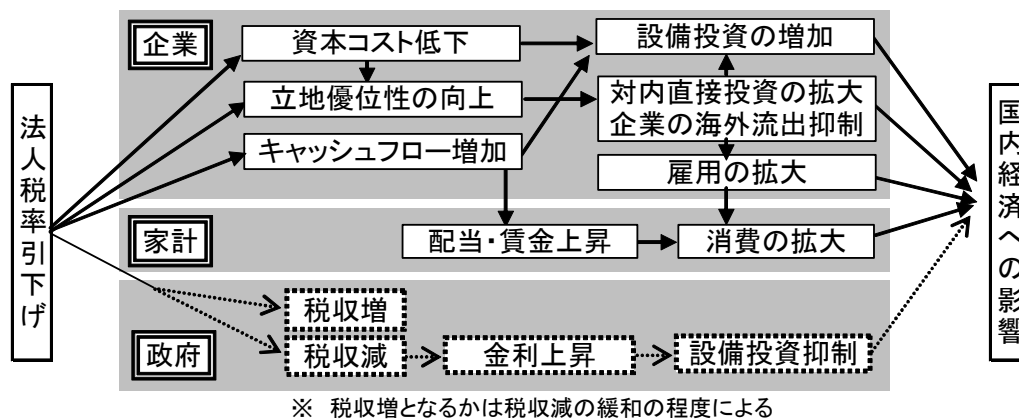 法人税率引下げ
企業
資本コスト低下
設備投資の増加
立地優位性の向上
対内直接投資の拡大
企業の海外流出抑制
キャッシュフロー増加
雇用の拡大
家計
配当・賃金上昇
消費の拡大
政府
税収増
税収減
金利上昇
設備投資抑制
国内経済への影響
※ 税収増となるかは税収減の緩和の程度による